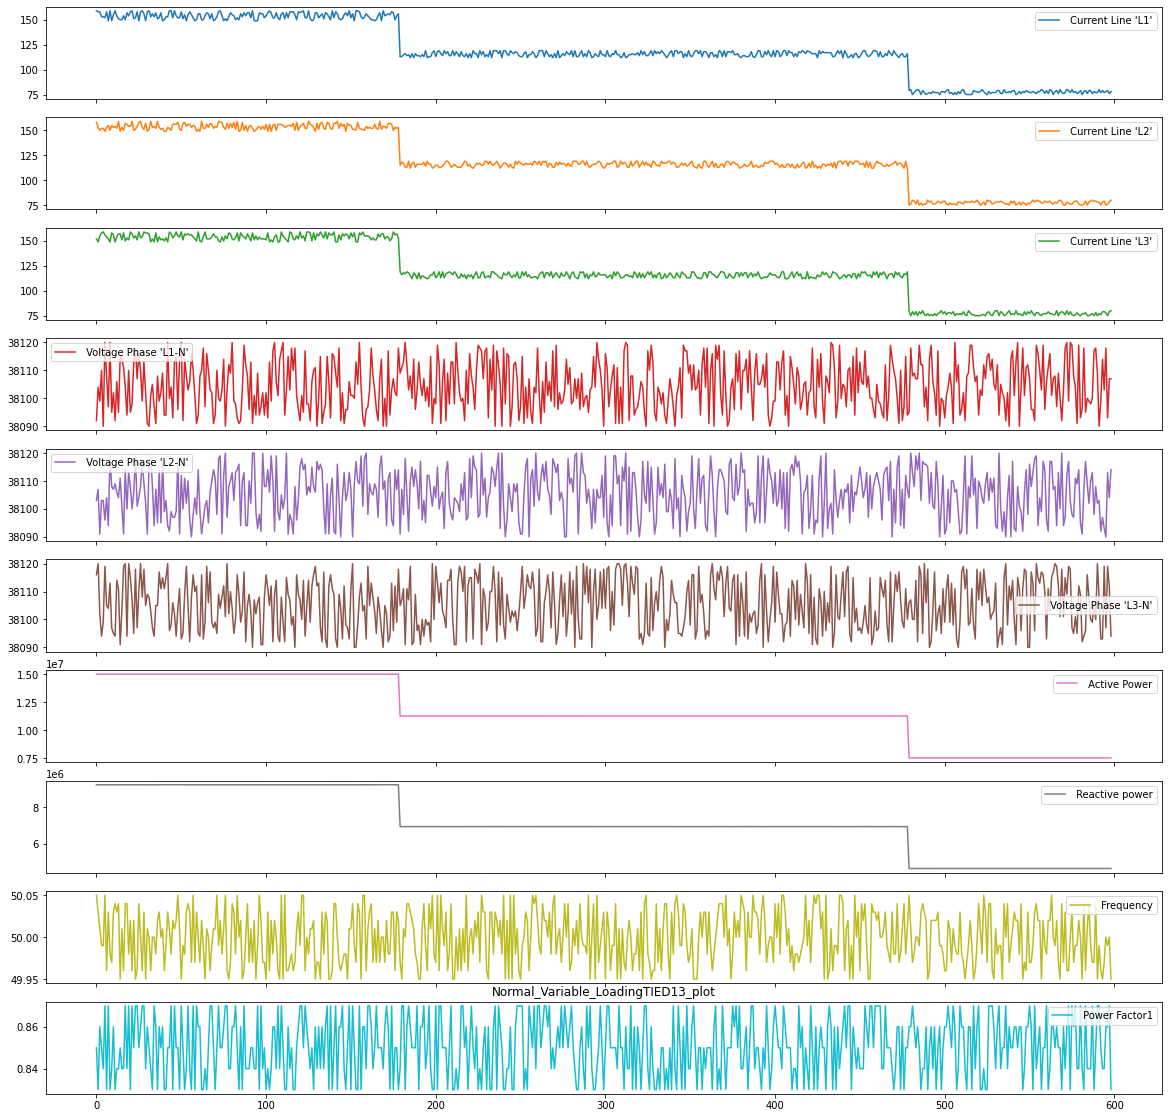 150
125
100
75
Current Line 'L1'
150
125
100
75
Current Line 'L2'
150
125
100
75
Current Line 'L3'
38120
38110
38100
38090
Voltage Phase 'L1-N'
38120
38110
38100
38090
Voltage Phase 'L2-N'
38120
38110
38100
38090
Voltage Phase 'L3-N'
1e7
1.50
1.25
1.00
0.75
Active Power
1e6
8
6
Reactive power
50.05
50.00
49.95
Frequency
Normal_Variable_LoadingTIED13_plot
0.86
0.84
Power Factor1
0 100 200 300 400 500 600